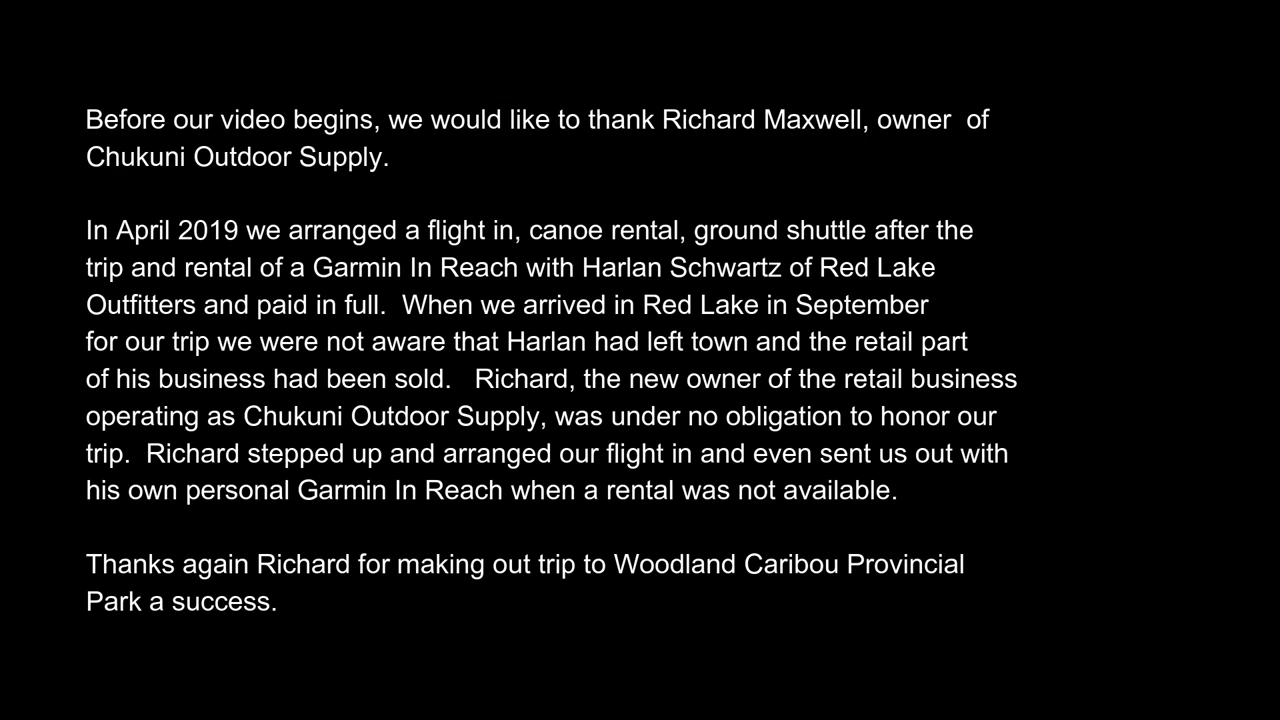 Before our video begins, we would like to thank Richard Maxwell, owner  of
Chukuni Outdoor Supply.
In April 2019 we arranged a flight in, canoe rental, ground shuttle after the
trip and rental of a Garmin In Reach with Harlan Schwartz of Red Lake
Outfitters and paid in full.  When we arrived in Red Lake in September
for our trip we were not aware that Harlan had left town and the retail part
of his business had been sold.   Richard, the new owner of the retail business
operating as Chukuni Outdoor Supply, was under no obligation to honor our
trip.  Richard stepped up and arranged our flight in and even sent us out with
his own personal Garmin In Reach when a rental was not available.
Thanks again Richard for making out trip to Woodland Caribou Provincial
Park a success.